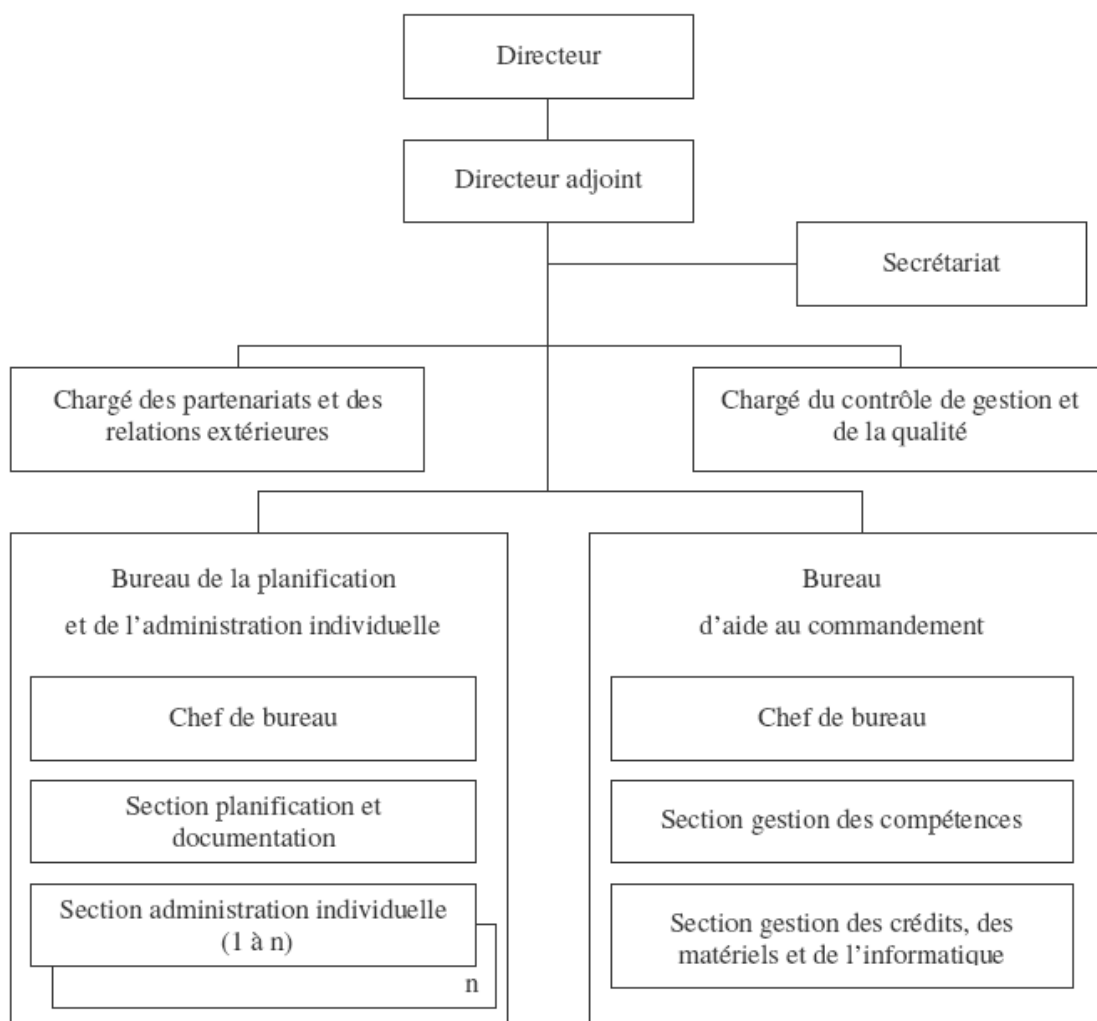 Directeur
Directeur adjoint
Secrétariat
Chargé des partenariats et des
relations extérieures
Chargé du contrôle de gestion et
de la qualité
Bureau de la planification
et de l’administration individuelle
Chef de bureau
Section planification et
documentation
Section administration individuelle
(1 à n)
n
Bureau
d’aide au commandement
Chef de bureau
Section gestion des compétences
Section gestion des crédits, des
matériels et de l’informatique